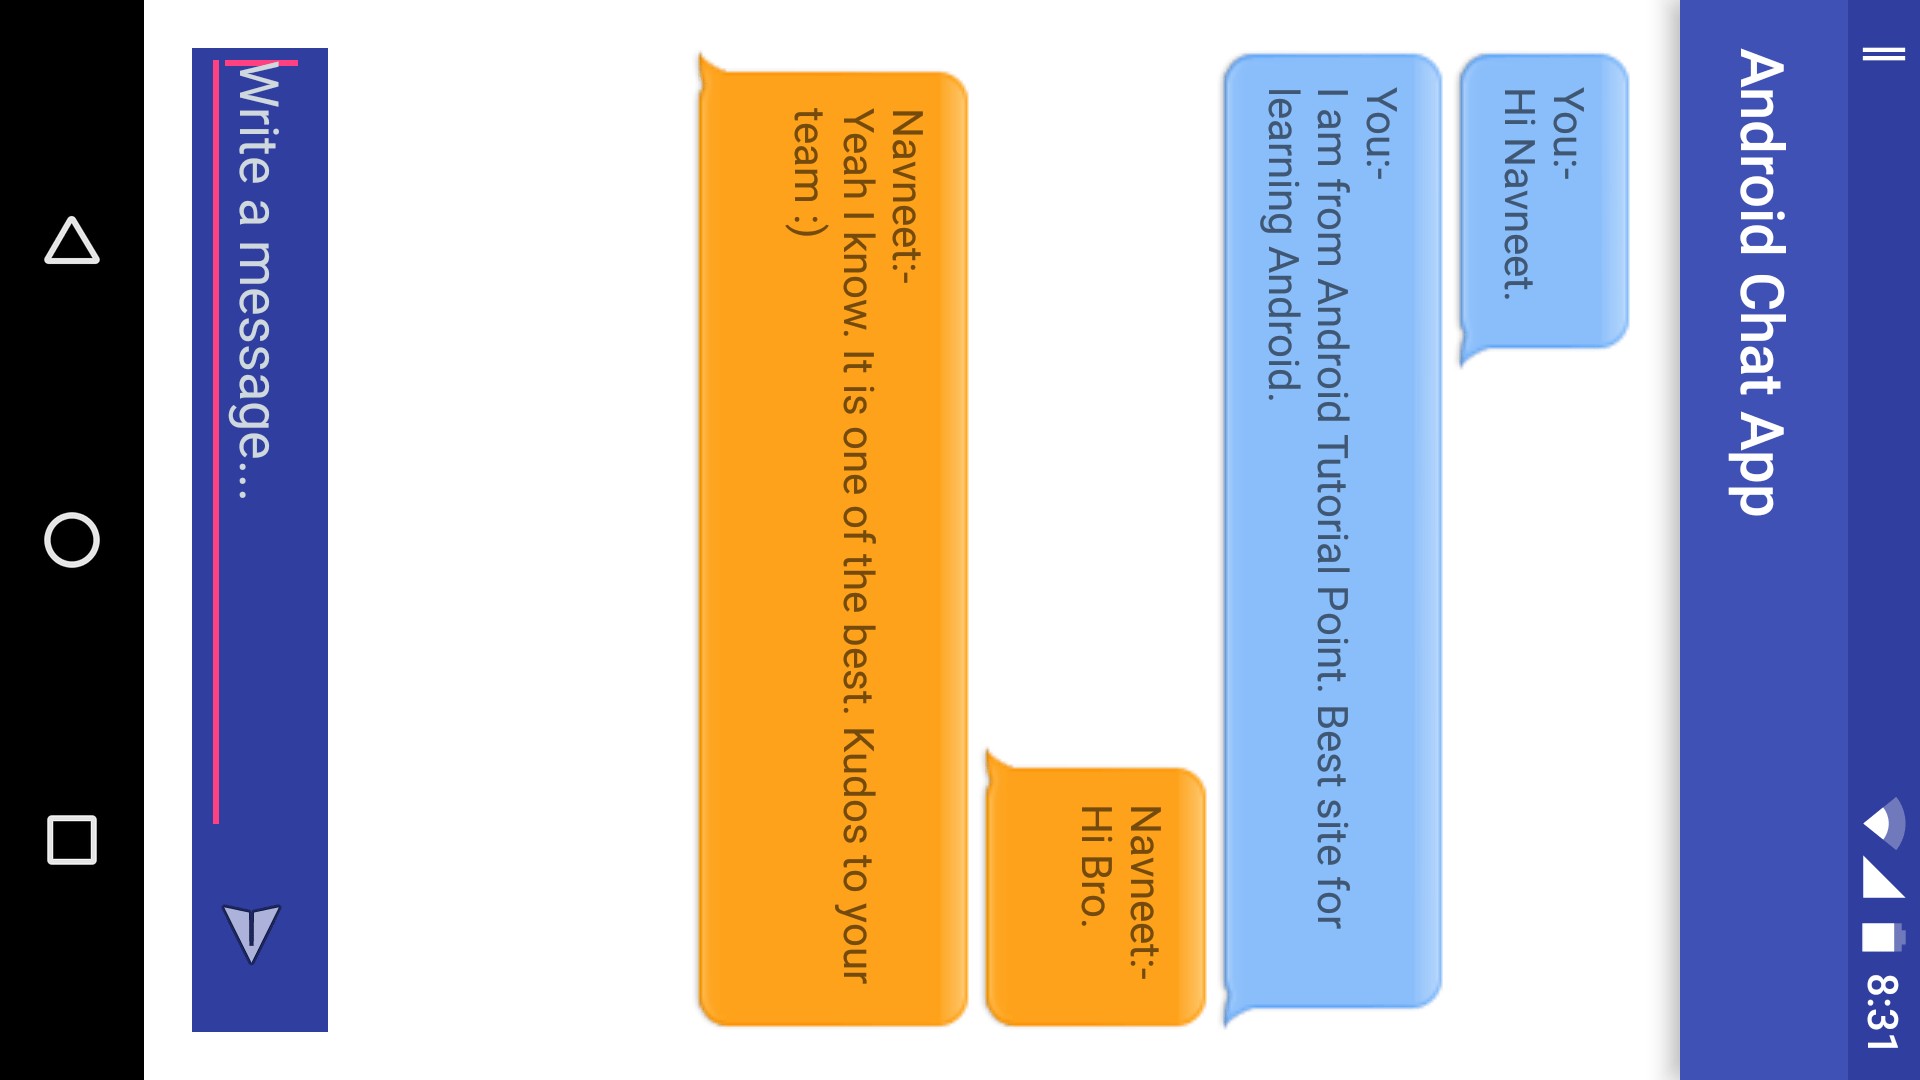 8:31
Android Chat App
You:-
Hi Navneet.
You:-
I am from Android Tutorial Point. Best site for
learning Android.
Navneet:-
Hi Bro.
Navneet:-
Yeah I know. It is one of the best. Kudos to your
team :)
Write a message...